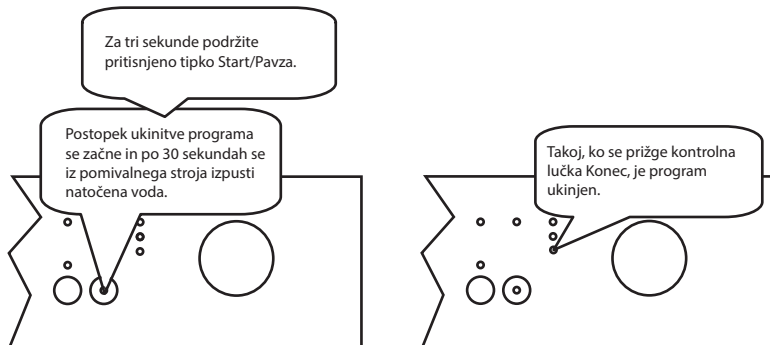 Za tri sekunde podržite
pritisnjeno tipko Start/Pavza.
Postopek ukinitve programa
se začne in po 30 sekundah se
iz pomivalnega stroja izpusti
natočena voda.
Takoj, ko se prižge kontrolna
lučka Konec, je program
ukinjen.